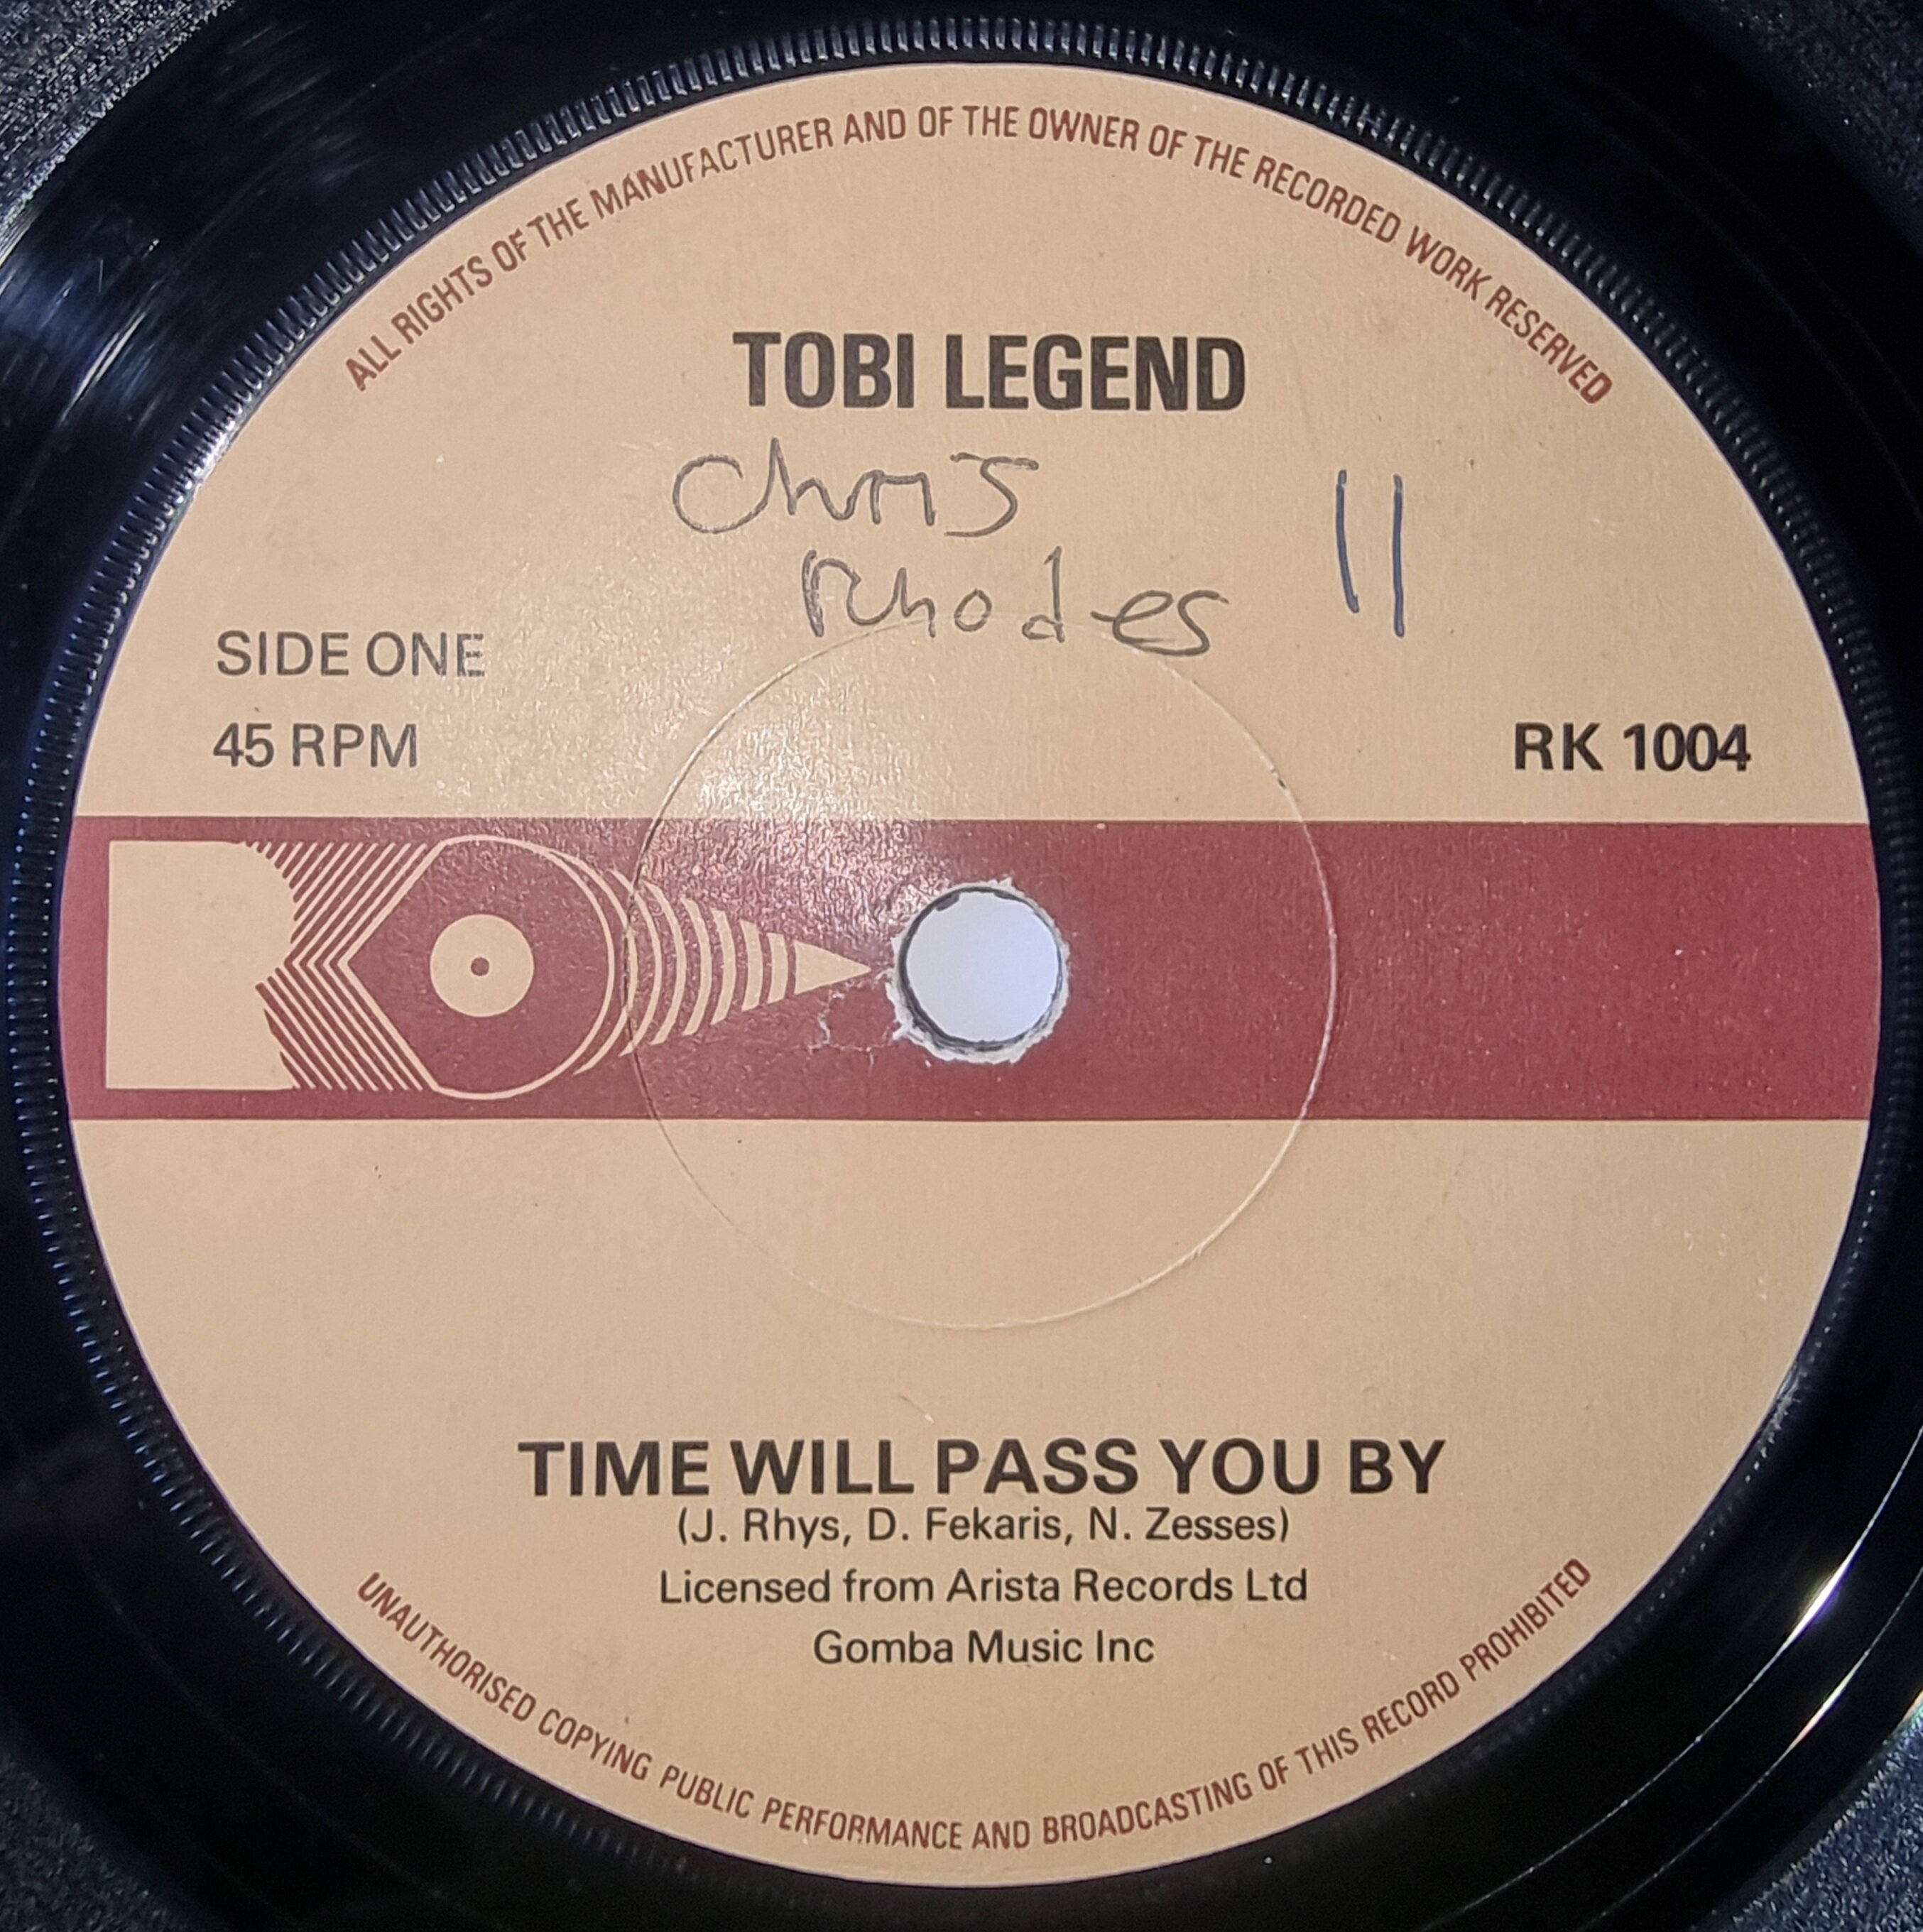 ALL RIGHTS OF THE MANUFACTURER AND OF THE OWNER OF THE RECORDED WORK RESERVED
TOBI LEGEND
Chris
Rhodes
11
SIDE ONE
45 RPM
RK 1004
TIME WILL PASS YOU BY
(J. Rhys, D. Fekaris, N. Zesses)
Licensed from Arista Records Ltd
Gomba Music Inc
UNAUTHORISED COPYING PUBLIC PERFORMANCE AND BROADCASTING OF THIS RECORD PROHIBITED